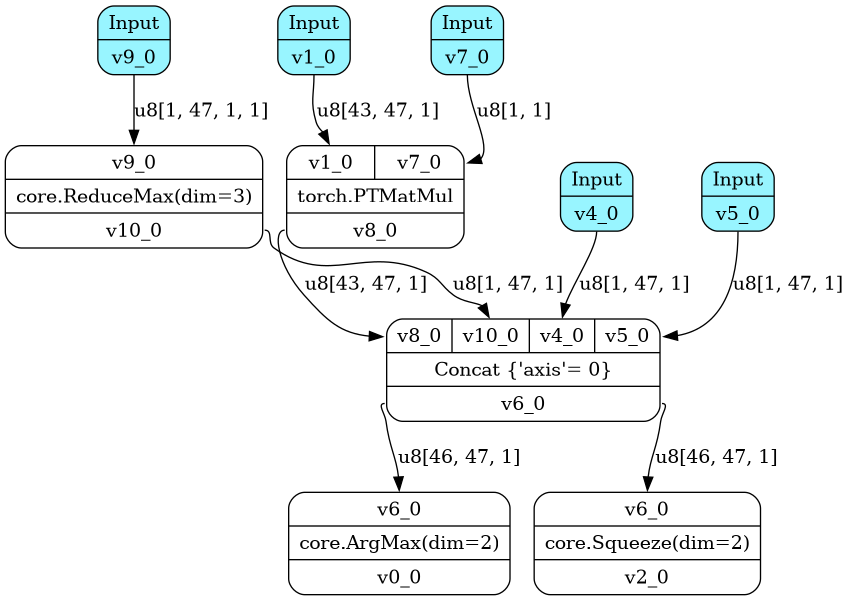 Input
v9_0
Input
v1_0
Input
v7_0
u8[1, 47, 1, 1]
u8[43, 47, 1]
u8[1, 1]
v9_0
core.ReduceMax(dim=3)
v10_0
v1_0 v7_0
torch.PTMatMul
v8_0
Input
v4_0
Input
v5_0
u8[43, 47, 1]
u8[1, 47, 1]
u8[1, 47, 1]
u8[1, 47, 1]
v8_0 v10_0 v4_0 v5_0
Concat {'axis'= 0}
v6_0
u8[46, 47, 1]
u8[46, 47, 1]
v6_0
core.ArgMax(dim=2)
v0_0
v6_0
core.Squeeze(dim=2)
v2_0